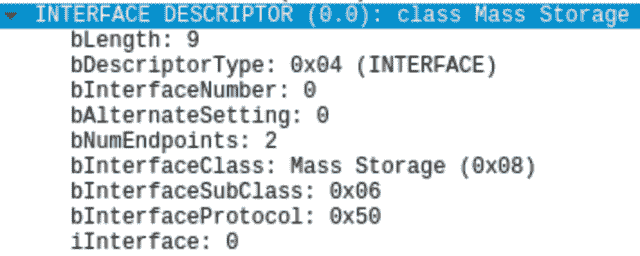 INTERFACE DESCRIPTOR (0.0): class Mass Storage
bLength: 9
bDescriptorType: 0x04 (INTERFACE)
bInterfaceNumber: 0
bAlternateSetting: 0
bNumEndpoints: 2
bInterfaceClass: Mass Storage (0x08)
bInterfaceSubClass: 0x06
bInterfaceProtocol: 0x50
iInterface: 0